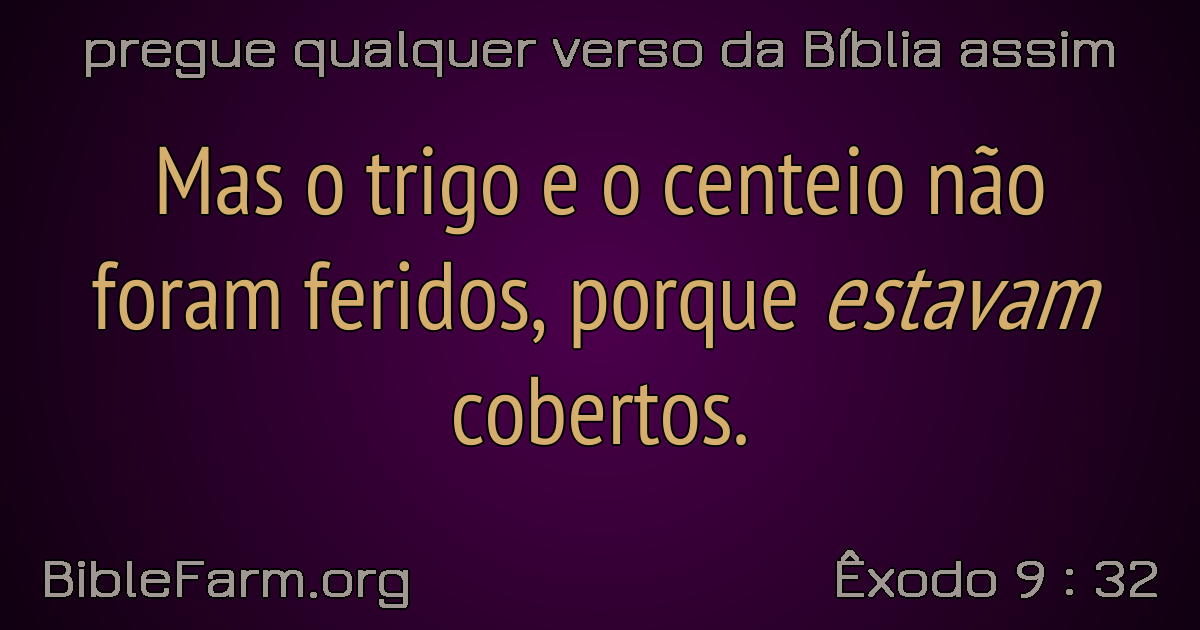 pregue qualquer verso da Bíblia assim
Mas o trigo e o centeio não
foram feridos, porque estavam
cobertos.
BibleFarm.org
Êxodo 9 : 32